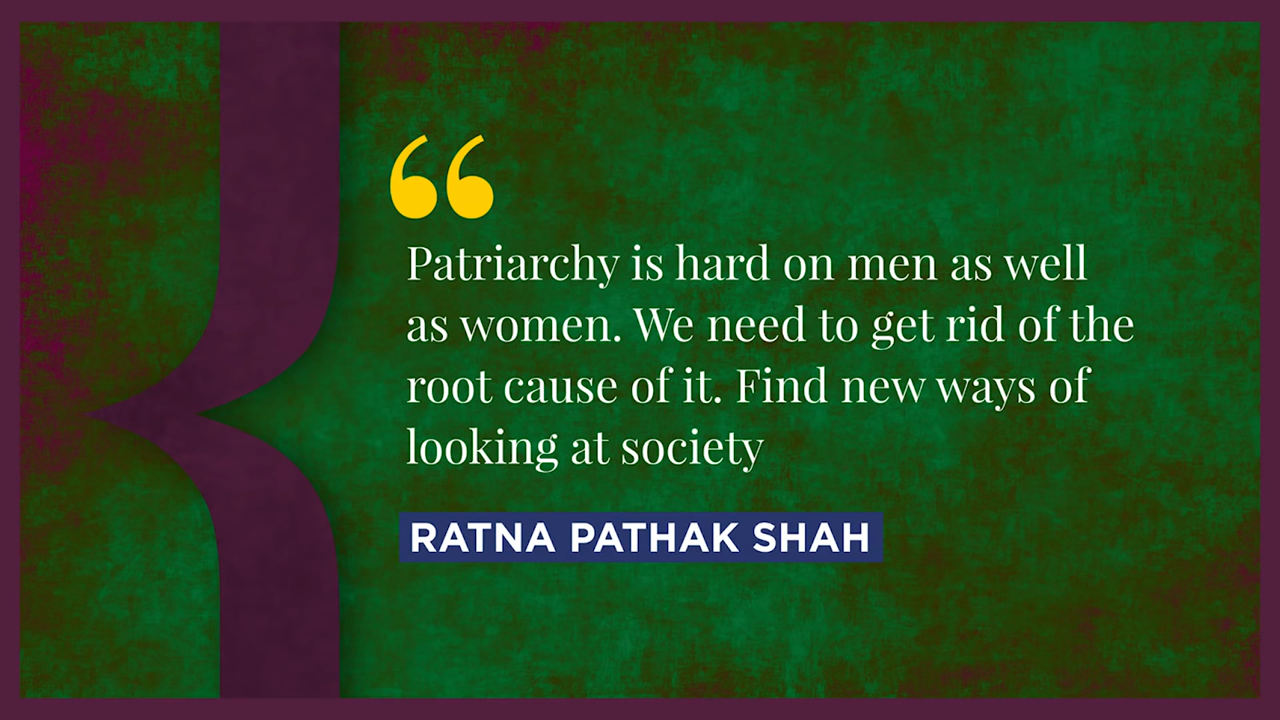 “
Patriarchy is hard on men as well
as women. We need to get rid of the
root cause of it. Find new ways of
looking at society
RATNA PATHAK SHAH